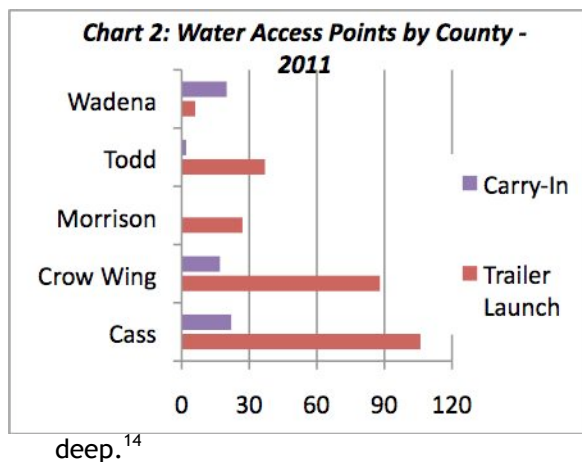 Chart 2: Water Access Points by County -
2011
Wadena
Todd
Morrison
Crow Wing
Cass
Carry-In
Trailer
Launch
0 30 60 90 120
deep.14